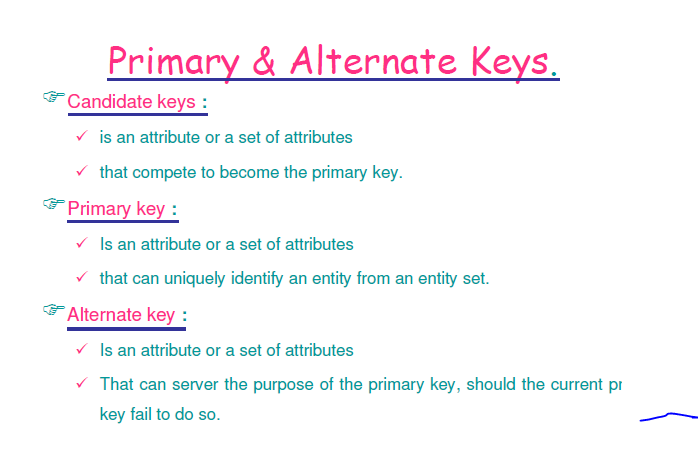 Primary & Alternate Keys.
Candidate keys :
is an attribute or a set of attributes
that compete to become the primary key.
Primary key :
Is an attribute or a set of attributes
that can uniquely identify an entity from an entity set.
Alternate key :
Is an attribute or a set of attributes
That can server the purpose of the primary key, should the current
key fail to do so.